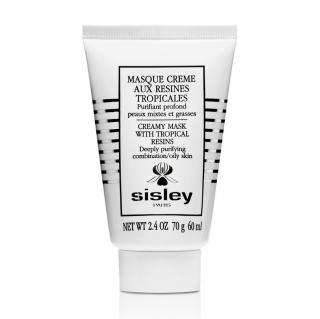 MASQUE CREME
AUX RESINES
TROPICALES
Purifiant profond
peaux mixtes et grasses
CREAMY MASK
WITH TROPICAL
RESINS
Deeply purifying
combination/oily skin
sisley
PARIS
NET WT 2.4 OZ 70 g 60 ml